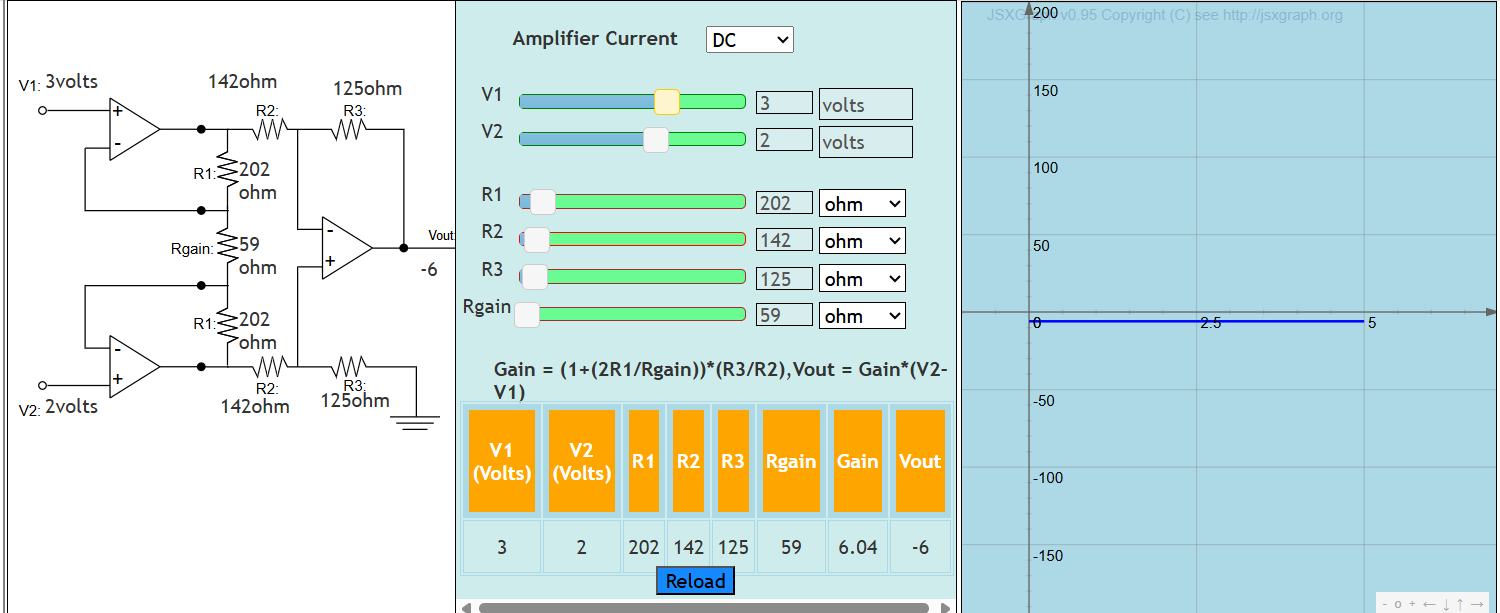 V1: 3volts
142ohm
125ohm
R2:
R3:
+
-
R1: 202
ohm
Rgain: 59
ohm
-
+
Vout:
-6
R1: 202
ohm
-
+
R2:
142ohm
R3:
125ohm
V2: 2volts
Amplifier Current DC
V1 3 volts
V2 2 volts
R1 202 ohm
R2 142 ohm
R3 125 ohm
Rgain 59 ohm
Gain = (1+(2R1/Rgain))*(R3/R2),Vout = Gain*(V2-
V1)
V1 (Volts) V2 (Volts) R1 R2 R3 Rgain Gain Vout
3 2 202 142 125 59 6.04 -6
Reload
JSXGraph v0.95 Copyright (C) see http://jsxgraph.org
200
150
100
50
0 2.5 5
-50
-100
-150
- o + ← ↓ ↑ →